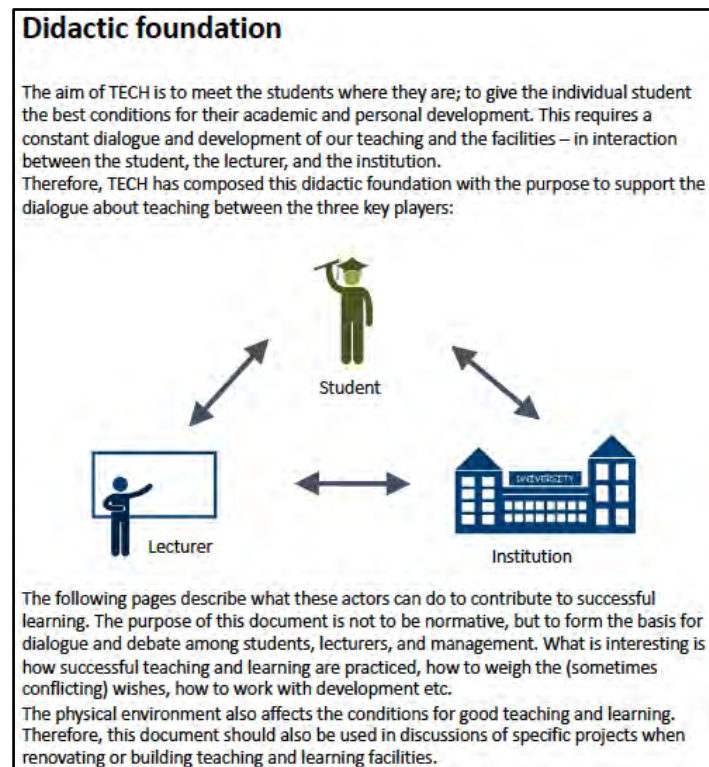 Didactic foundation
The aim of TECH is to meet the students where they are; to give the individual student
the best conditions for their academic and personal development. This requires a
constant dialogue and development of our teaching and the facilities – in interaction
between the student, the lecturer, and the institution.
Therefore, TECH has composed this didactic foundation with the purpose to support the
dialogue about teaching between the three key players:
Student
UNIVERSITY
Lecturer
Institution
The following pages describe what these actors can do to contribute to successful
learning. The purpose of this document is not to be normative, but to form the basis for
dialogue and debate among students, lecturers, and management. What is interesting is
how successful teaching and learning are practiced, how to weigh the (sometimes
conflicting) wishes, how to work with development etc.
The physical environment also affects the conditions for good teaching and learning.
Therefore, this document should also be used in discussions of specific projects when
renovating or building teaching and learning facilities.